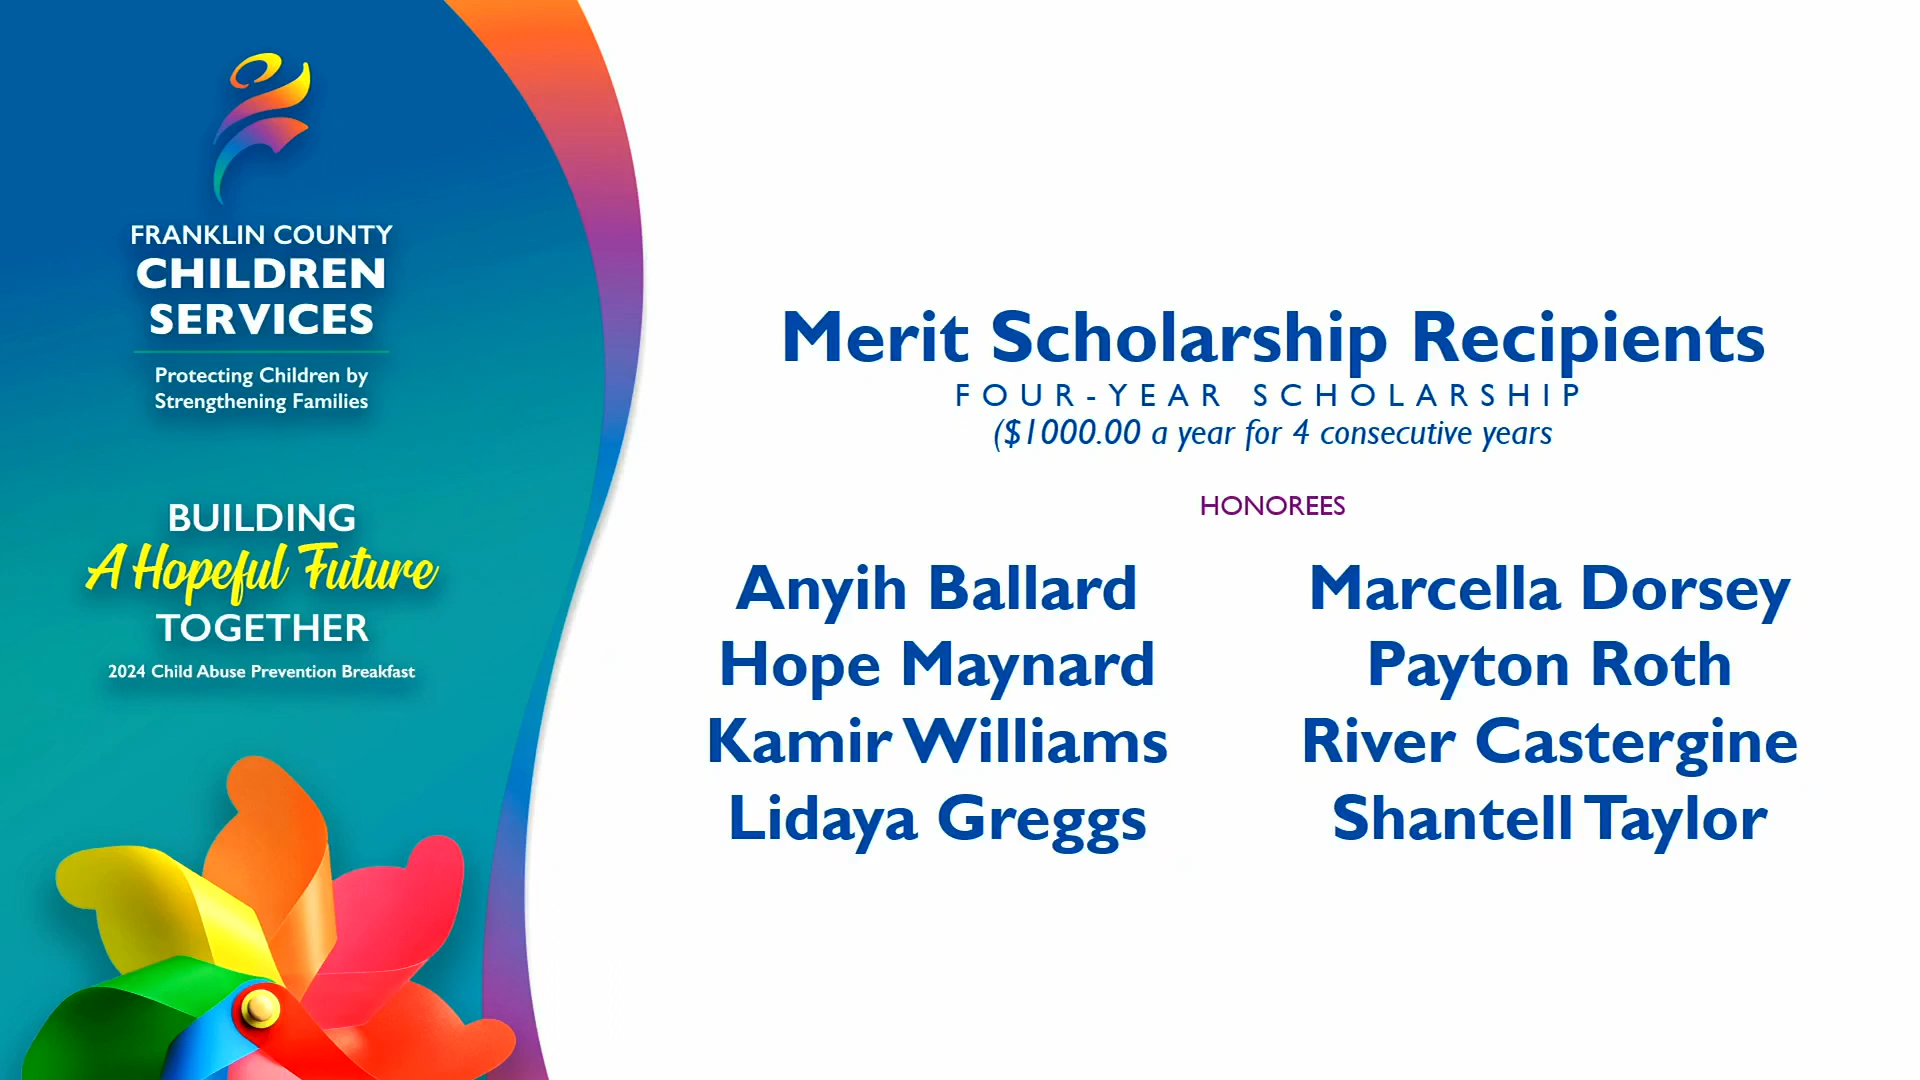 FRANKLIN COUNTY
CHILDREN
SERVICES
Protecting Children by
Strengthening Families
BUILDING
A Hopeful Future
TOGETHER
2024 Child Abuse Prevention Breakfast
Merit Scholarship Recipients
FOUR-YEAR SCHOLARSHIP
($1000.00 a year for 4 consecutive years
HONOREES
Anyih Ballard
Hope Maynard
Kamir Williams
Lidaya Greggs
Marcella Dorsey
Payton Roth
River Castergine
Shantell Taylor